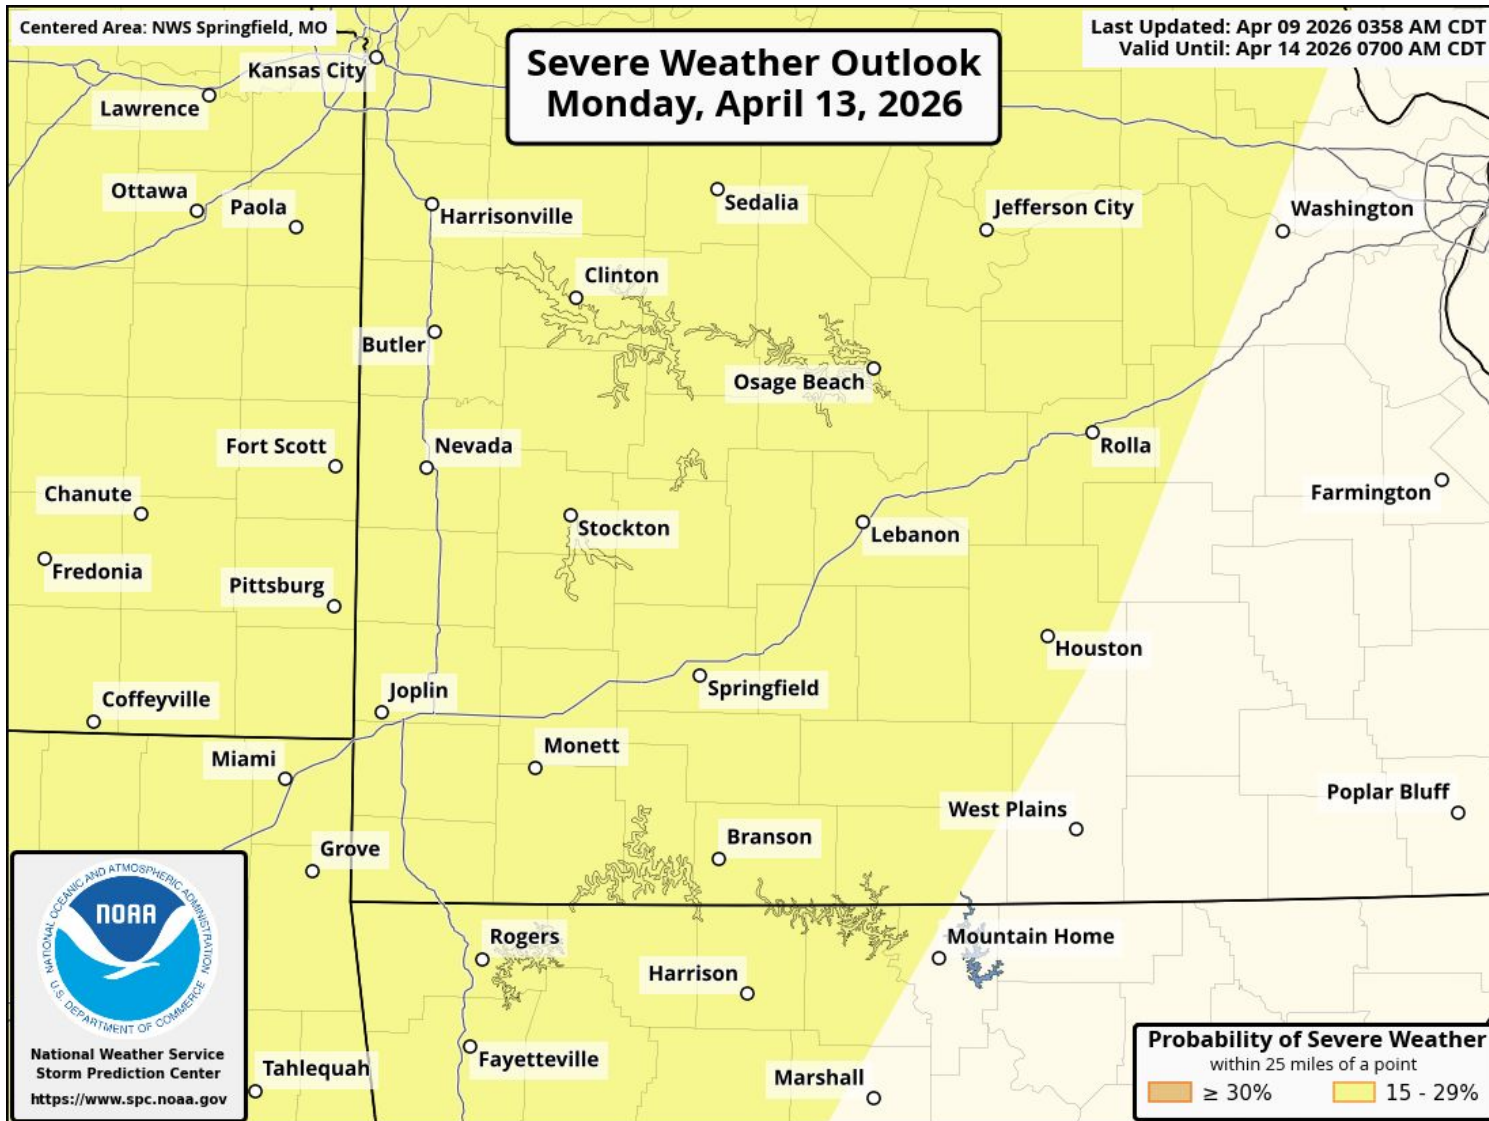 Centered Area: NWS Springfield, MO
Last Updated: Apr 09 2026 0358 AM CDT
Valid Until: Apr 14 2026 0700 AM CDT
Severe Weather Outlook
Monday, April 13, 2026
Kansas City
Lawrence
Ottawa
Paola
Harrisonville
Sedalia
Jefferson City
Washington
Clinton
Butler
Osage Beach
Fort Scott
Nevada
Rolla
Chanute
Farmington
Stockton
Lebanon
Fredonia
Pittsburg
Houston
Coffeyville
Joplin
Springfield
Miami
Monett
West Plains
Poplar Bluff
Grove
Branson
Rogers
Mountain Home
Harrison
Fayetteville
Tahlequah
Marshall
NATIONAL OCEANIC AND ATMOSPHERIC ADMINISTRATION
NOAA
U.S. DEPARTMENT OF COMMERCE
National Weather Service
Storm Prediction Center
https://www.spc.noaa.gov
Probability of Severe Weather
within 25 miles of a point
≥ 30%
15 - 29%